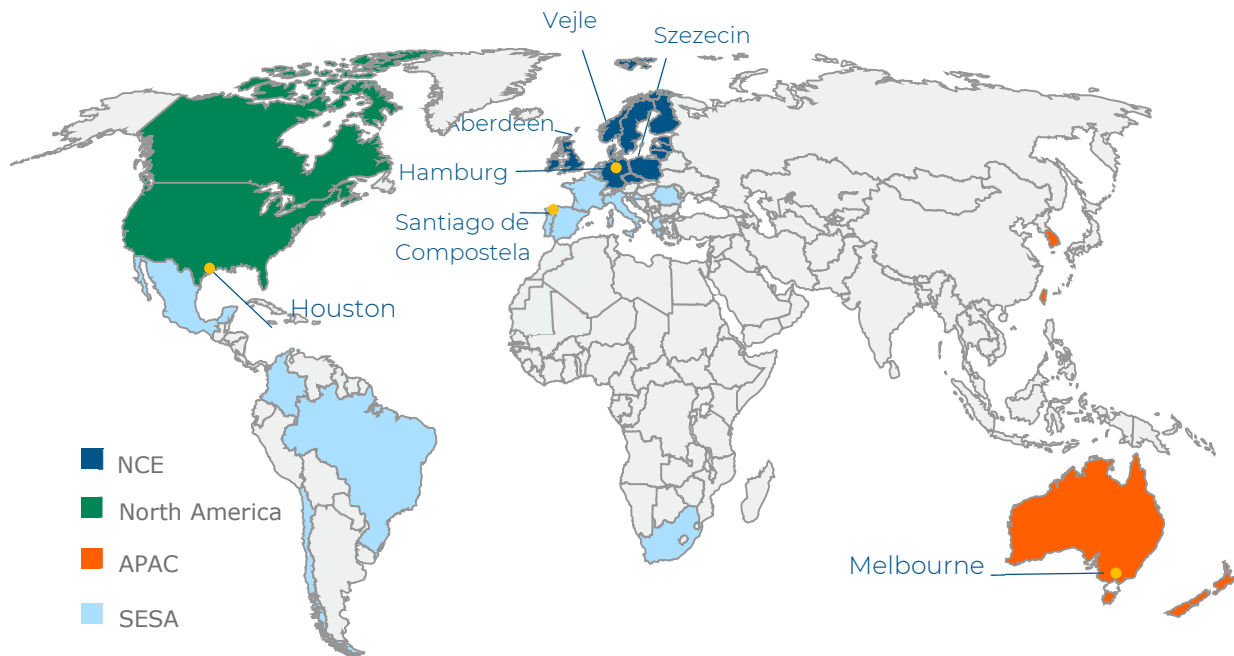 Vejle
Szezecin
Aberdeen
Hamburg
Santiago de
Compostela
Houston
NCE
North America
APAC
SESA
Melbourne